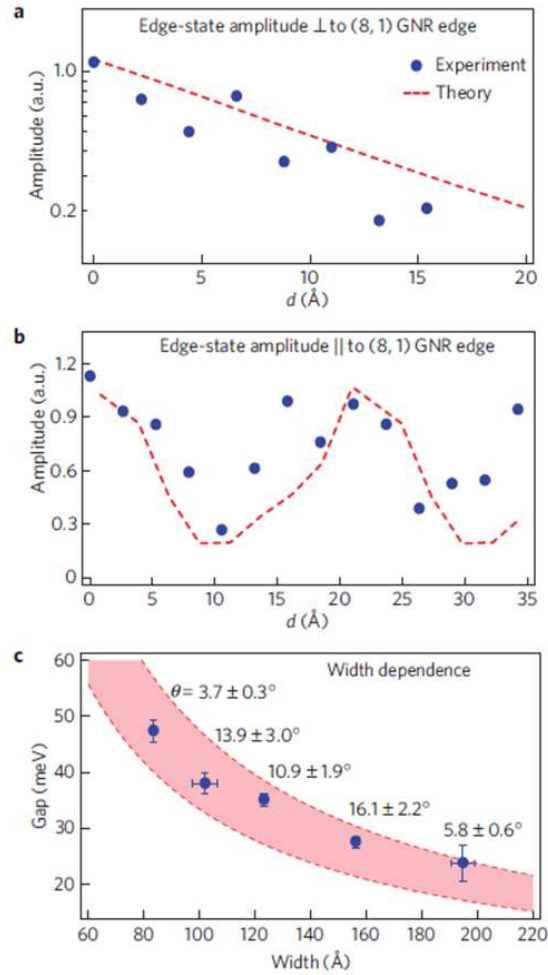 a
Edge-state amplitude ⊥ to (8, 1) GNR edge
Experiment
Theory
1.0
0.2
Amplitude (a.u.)
0 5 10 15 20
d (Å)
b
Edge-state amplitude || to (8, 1) GNR edge
1.2
0.9
0.6
0.3
0
Amplitude (a.u.)
0 5 10 15 20 25 30 35
d (Å)
c
Width dependence
60
50
40
30
20
Gap (meV)
θ = 3.7 ± 0.3°
13.9 ± 3.0°
10.9 ± 1.9°
16.1 ± 2.2°
5.8 ± 0.6°
60 80 100 120 140 160 180 200 220
Width (Å)